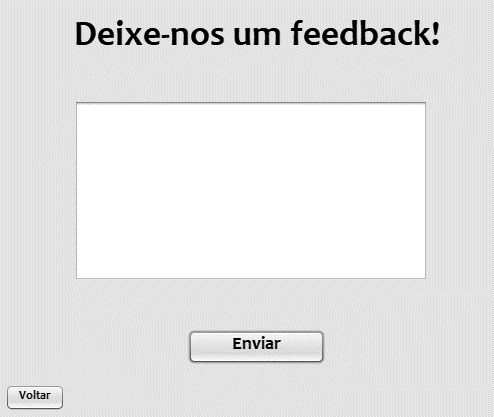 Deixe-nos um feedback!
Enviar
Voltar